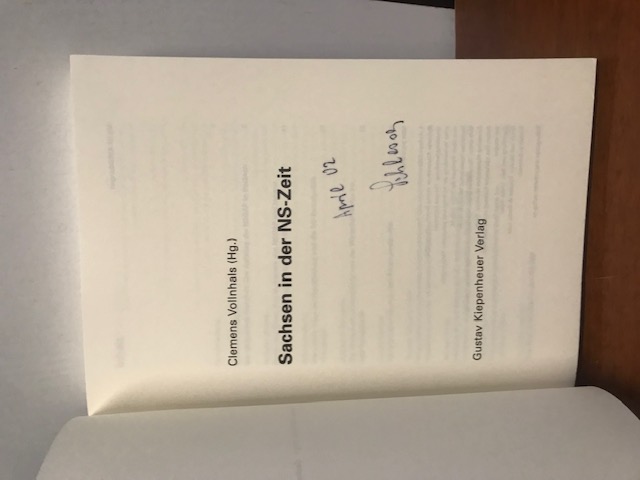 Clemens Vollnhals (Hg.)
Sachsen in der NS-Zeit
April 02
Gustav Kiepenheuer Verlag